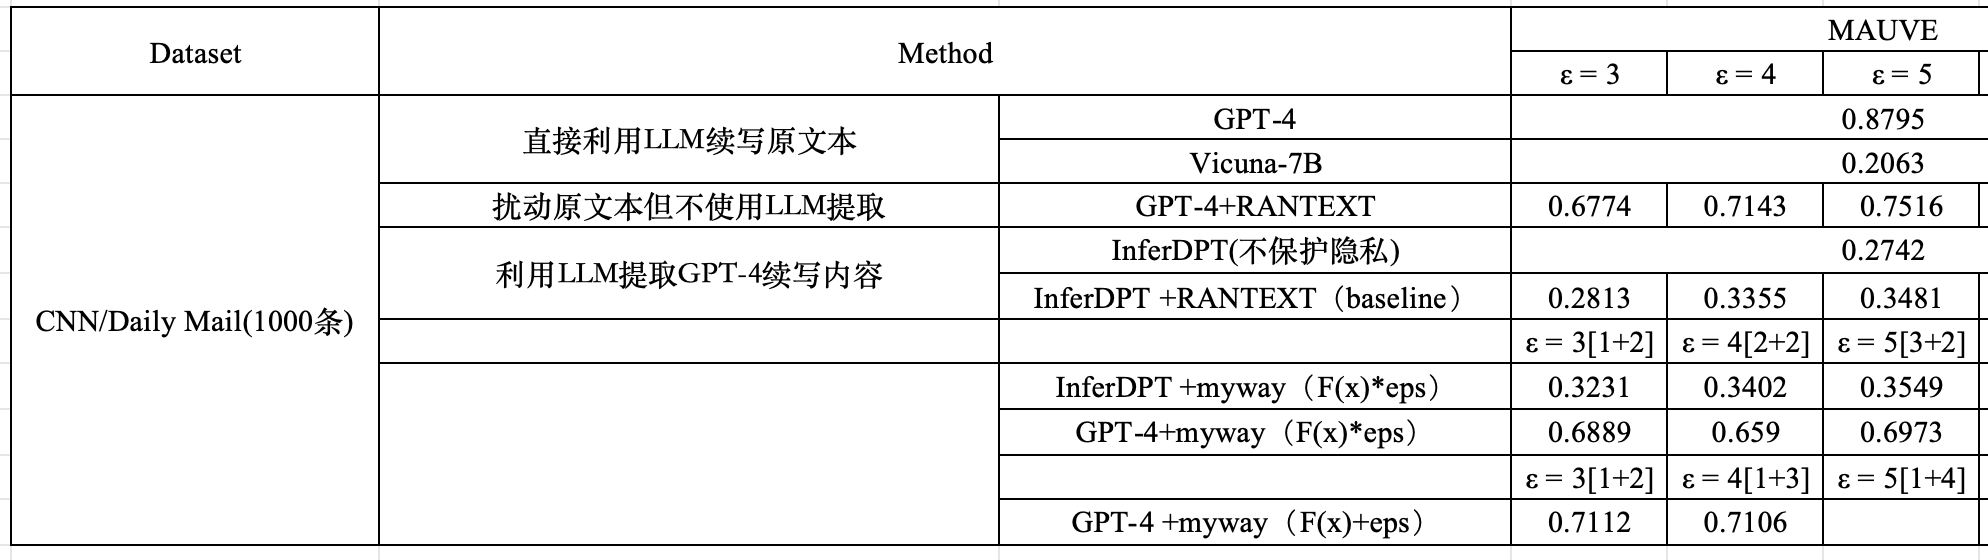 Dataset Method MAUVE
ε = 3 ε = 4 ε = 5
CNN/Daily Mail(1000条)
直接利用LLM续写原文本 GPT-4 0.8795
Vicuna-7B 0.2063
扰动原文本但不使用LLM提取 GPT-4+RANTEXT 0.6774 0.7143 0.7516
利用LLM提取GPT-4续写内容 InferDPT(不保护隐私) 0.2742
InferDPT +RANTEXT（baseline） 0.2813 0.3355 0.3481
ε = 3[1+2] ε = 4[2+2] ε = 5[3+2]
InferDPT +myway（F(x)*eps） 0.3231 0.3402 0.3549
GPT-4+myway（F(x)*eps） 0.6889 0.659 0.6973
ε = 3[1+2] ε = 4[1+3] ε = 5[1+4]
GPT-4 +myway（F(x)+eps） 0.7112 0.7106